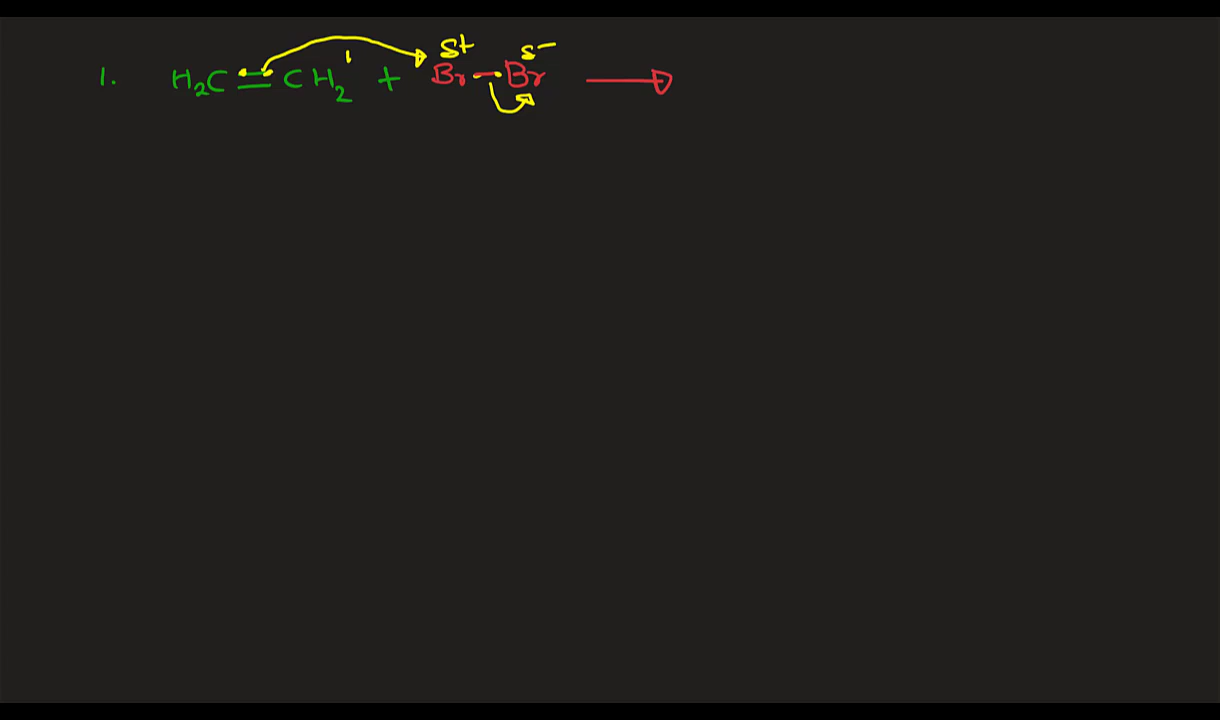 δ+ δ-
1. H₂C = CH₂ + Br - Br →